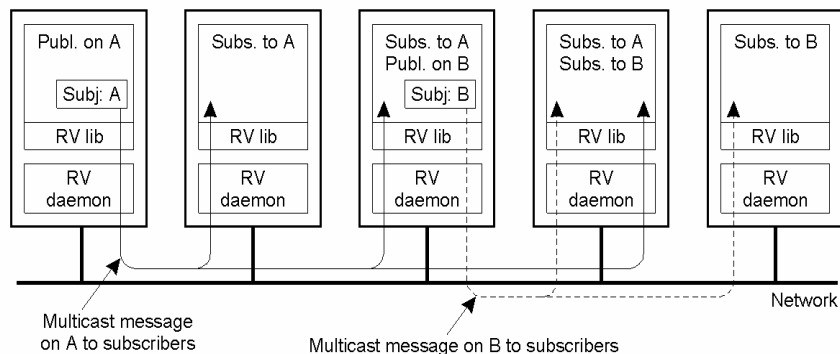 Publ. on A
Subj: A
RV lib
RV
daemon
Subs. to A
RV lib
RV
daemon
Subs. to A
Publ. on B
Subj: B
RV lib
RV
daemon
Subs. to A
Subs. to B
RV lib
RV
daemon
Subs. to B
RV lib
RV
daemon
Network
Multicast message
on A to subscribers
Multicast message on B to subscribers